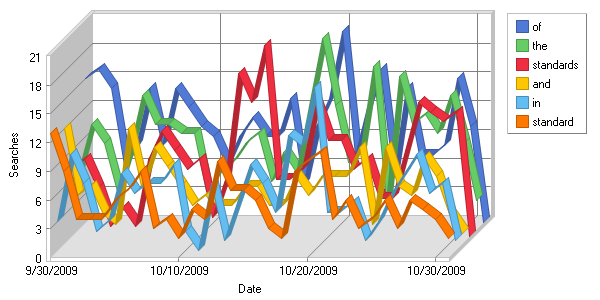 21
18
15
12
9
6
3
0
Searches
9/30/2009
10/10/2009
10/20/2009
10/30/2009
Date
of
the
standards
and
in
standard